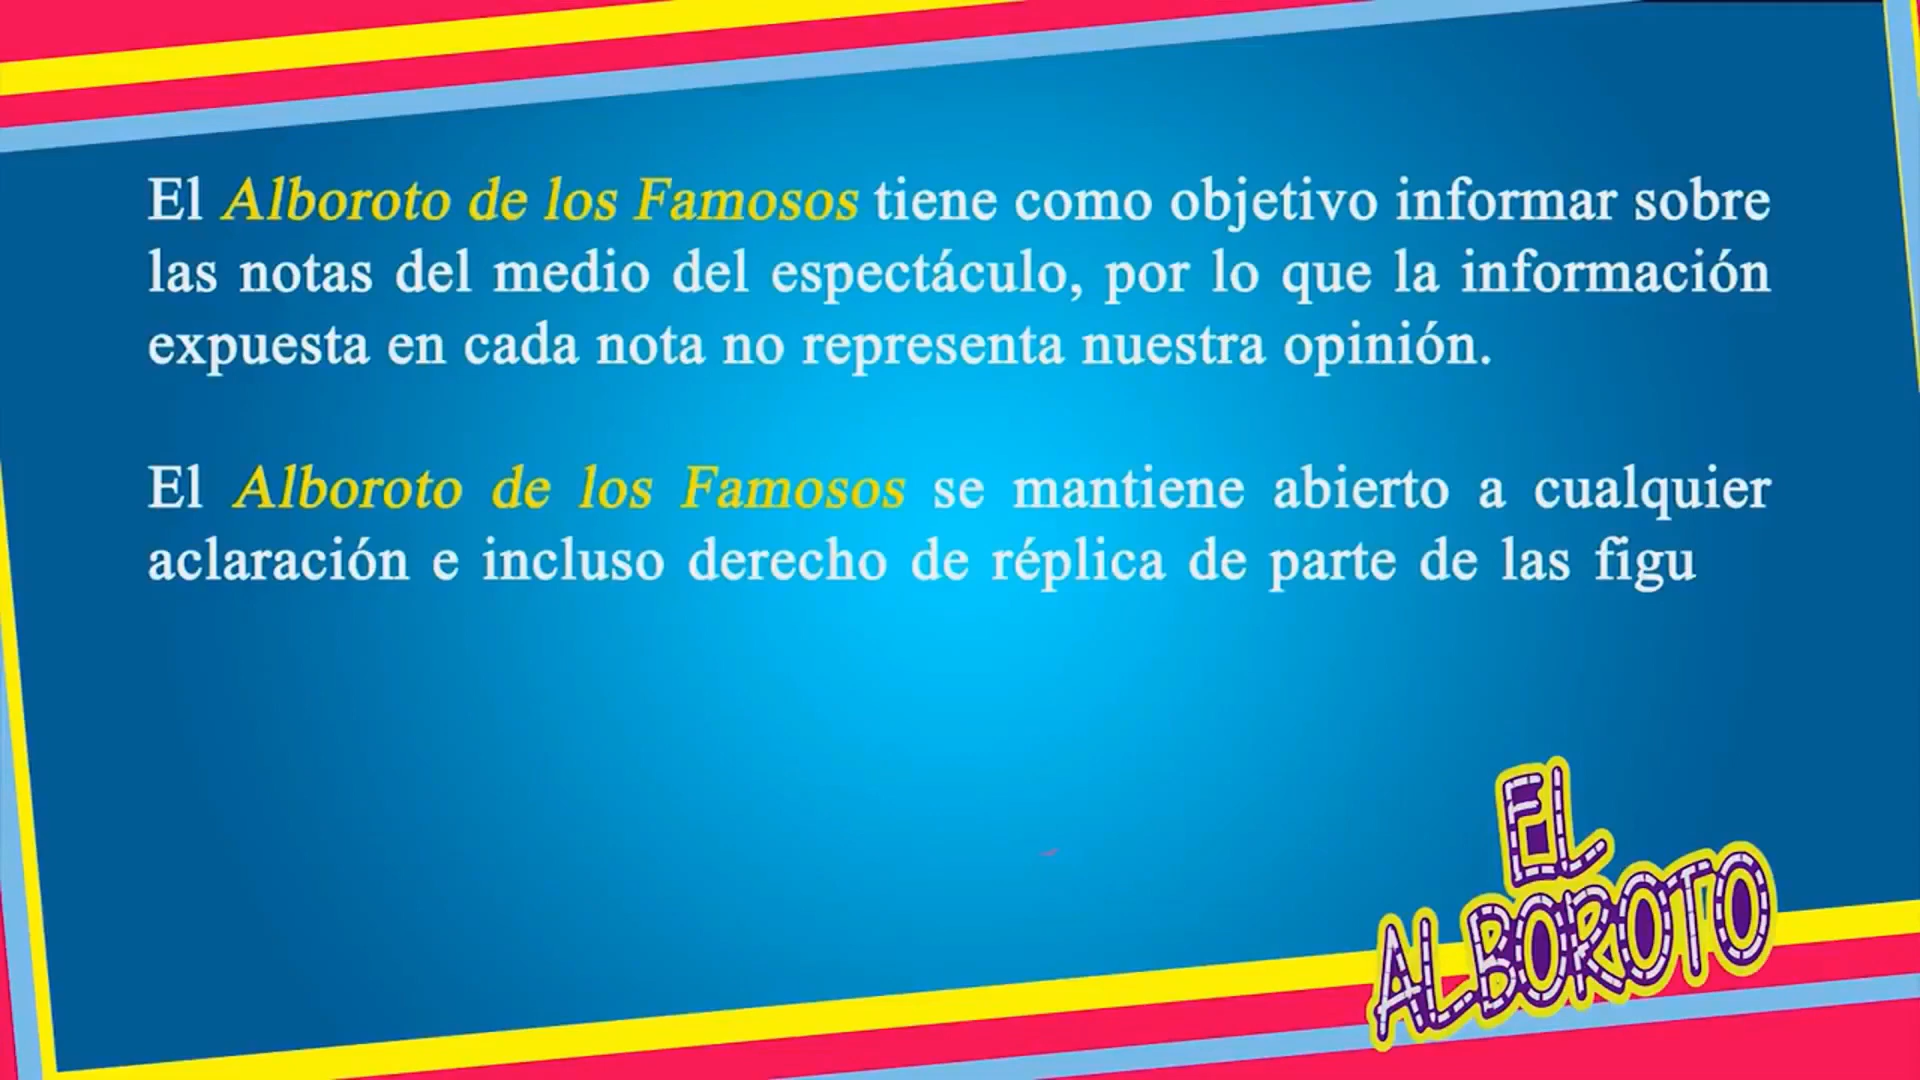 El Alboroto de los Famosos tiene como objetivo informar sobre
las notas del medio del espectáculo, por lo que la información
expuesta en cada nota no representa nuestra opinión.
El Alboroto de los Famosos se mantiene abierto a cualquier
aclaración e incluso derecho de réplica de parte de las figu
EL
ALBOROTO